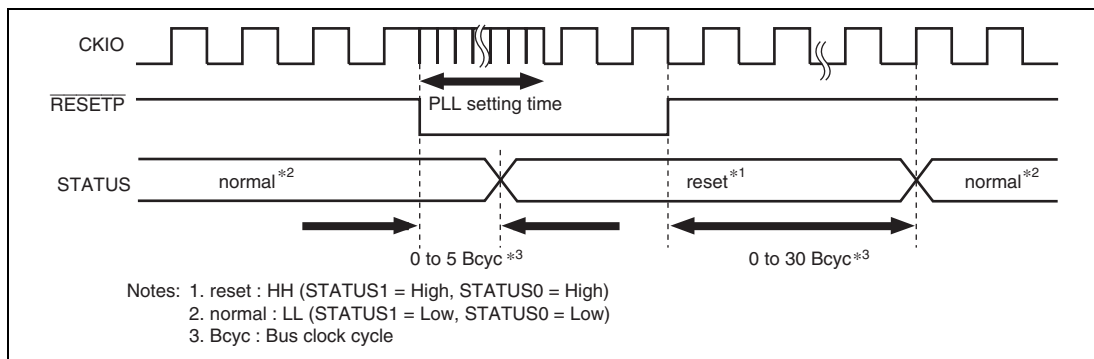 CKIO
RESETP
PLL setting time
STATUS
normal*2
reset*1
normal*2
0 to 5 Bcyc*3
0 to 30 Bcyc*3
Notes: 1. reset : HH (STATUS1 = High, STATUS0 = High)
2. normal : LL (STATUS1 = Low, STATUS0 = Low)
3. Bcyc : Bus clock cycle